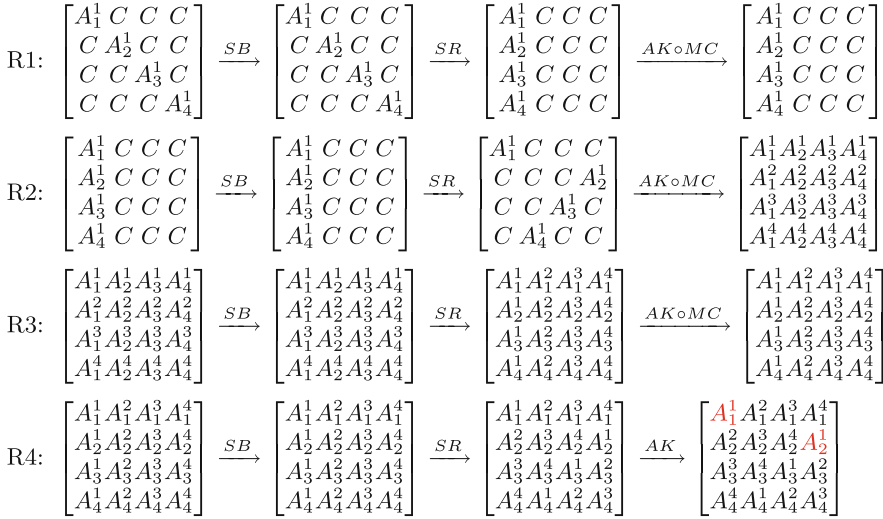 A_1^1 C C C A_1^1 C C C A_1^1 C C C A_1^1 C C C
C A_2^1 C C C A_2^1 C C A_2^1 C C C A_2^1 C C C
R1: SB SR AK∘MC
C C A_3^1 C C C A_3^1 C A_3^1 C C C A_3^1 C C C
C C C A_4^1 C C C A_4^1 A_4^1 C C C A_4^1 C C C
A_1^1 C C C A_1^1 C C C A_1^1 C C C A_1^1 A_2^1 A_3^1 A_4^1
A_2^1 C C C A_2^1 C C C C C C A_2^1 A_1^2 A_2^2 A_3^2 A_4^2
R2: SB SR AK∘MC
A_3^1 C C C A_3^1 C C C C C A_3^1 C A_1^3 A_2^3 A_3^3 A_4^3
A_4^1 C C C A_4^1 C C C C A_4^1 C C A_1^4 A_2^4 A_3^4 A_4^4
A_1^1 A_2^1 A_3^1 A_4^1 A_1^1 A_2^1 A_3^1 A_4^1 A_1^1 A_1^2 A_1^3 A_1^4 A_1^1 A_1^2 A_1^3 A_1^4
A_1^2 A_2^2 A_3^2 A_4^2 A_1^2 A_2^2 A_3^2 A_4^2 A_2^1 A_2^2 A_2^3 A_2^4 A_2^1 A_2^2 A_2^3 A_2^4
R3: SB SR AK∘MC
A_1^3 A_2^3 A_3^3 A_4^3 A_1^3 A_2^3 A_3^3 A_4^3 A_3^1 A_3^2 A_3^3 A_3^4 A_3^1 A_3^2 A_3^3 A_3^4
A_1^4 A_2^4 A_3^4 A_4^4 A_1^4 A_2^4 A_3^4 A_4^4 A_4^1 A_4^2 A_4^3 A_4^4 A_4^1 A_4^2 A_4^3 A_4^4
A_1^1 A_1^2 A_1^3 A_1^4 A_1^1 A_1^2 A_1^3 A_1^4 A_1^1 A_1^2 A_1^3 A_1^4 A_1^1 A_1^2 A_1^3 A_1^4
A_2^1 A_2^2 A_2^3 A_2^4 A_2^1 A_2^2 A_2^3 A_2^4 A_2^2 A_2^3 A_2^4 A_2^1 A_2^2 A_2^3 A_2^4 A_2^1
R4: SB SR AK
A_3^1 A_3^2 A_3^3 A_3^4 A_3^1 A_3^2 A_3^3 A_3^4 A_3^3 A_3^4 A_3^1 A_3^2 A_3^3 A_3^4 A_3^1 A_3^2
A_4^1 A_4^2 A_4^3 A_4^4 A_4^1 A_4^2 A_4^3 A_4^4 A_4^4 A_4^1 A_4^2 A_4^3 A_4^4 A_4^1 A_4^2 A_4^3